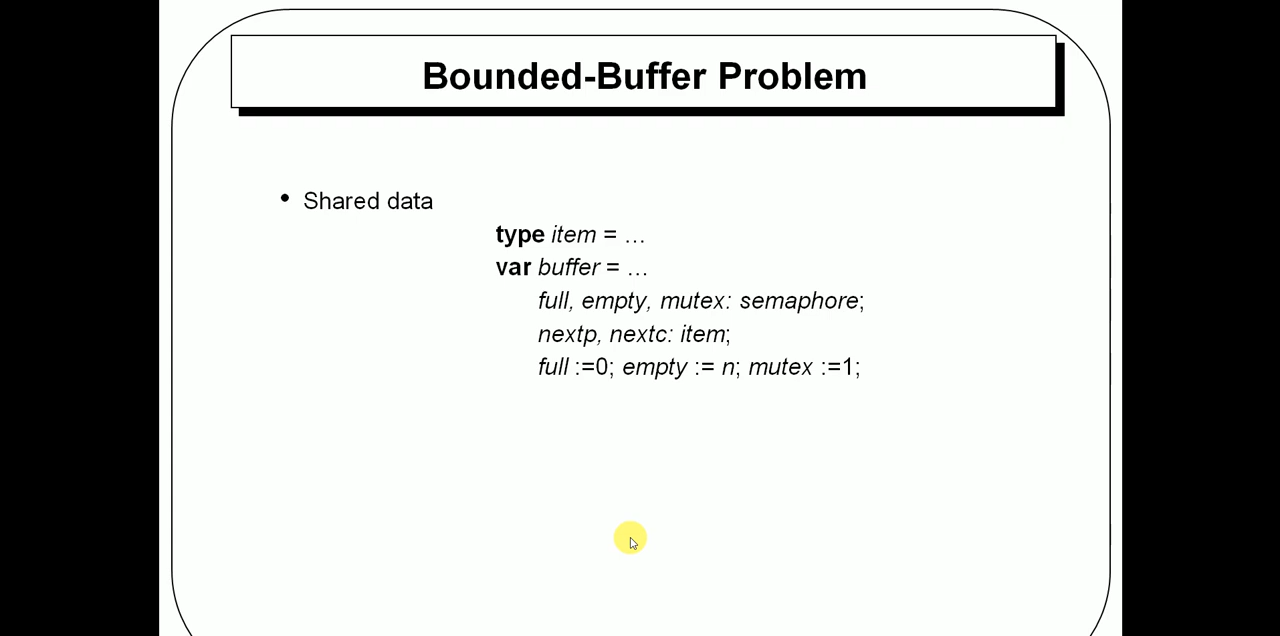 Bounded-Buffer Problem
• Shared data
type item = …
var buffer = …
full, empty, mutex: semaphore;
nextp, nextc: item;
full :=0; empty := n; mutex :=1;